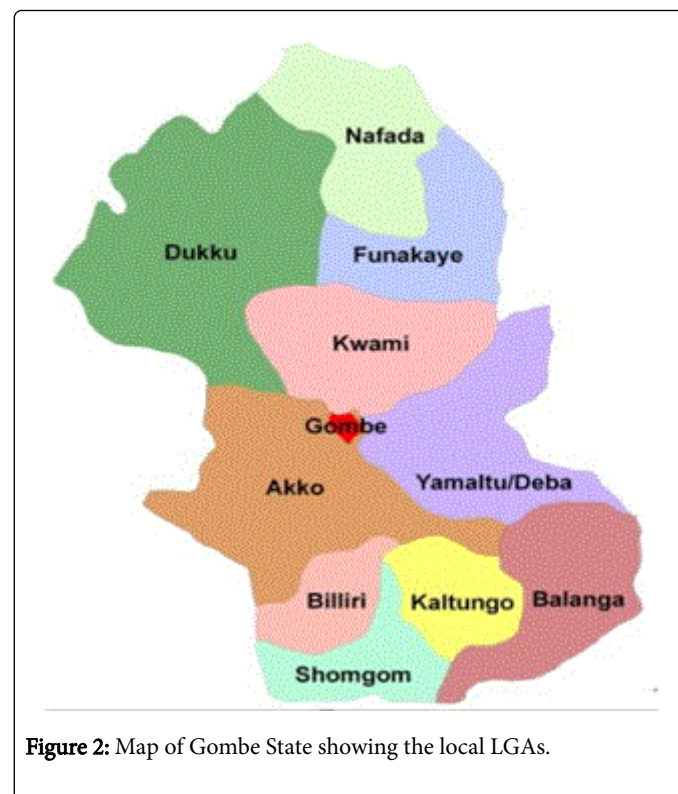 Nafada
Dukku
Funakaye
Kwami
Gombe
Akko
Yamaltu/Deba
Billiri
Kaltungo
Balanga
Shomgom
Figure 2: Map of Gombe State showing the local LGAs.